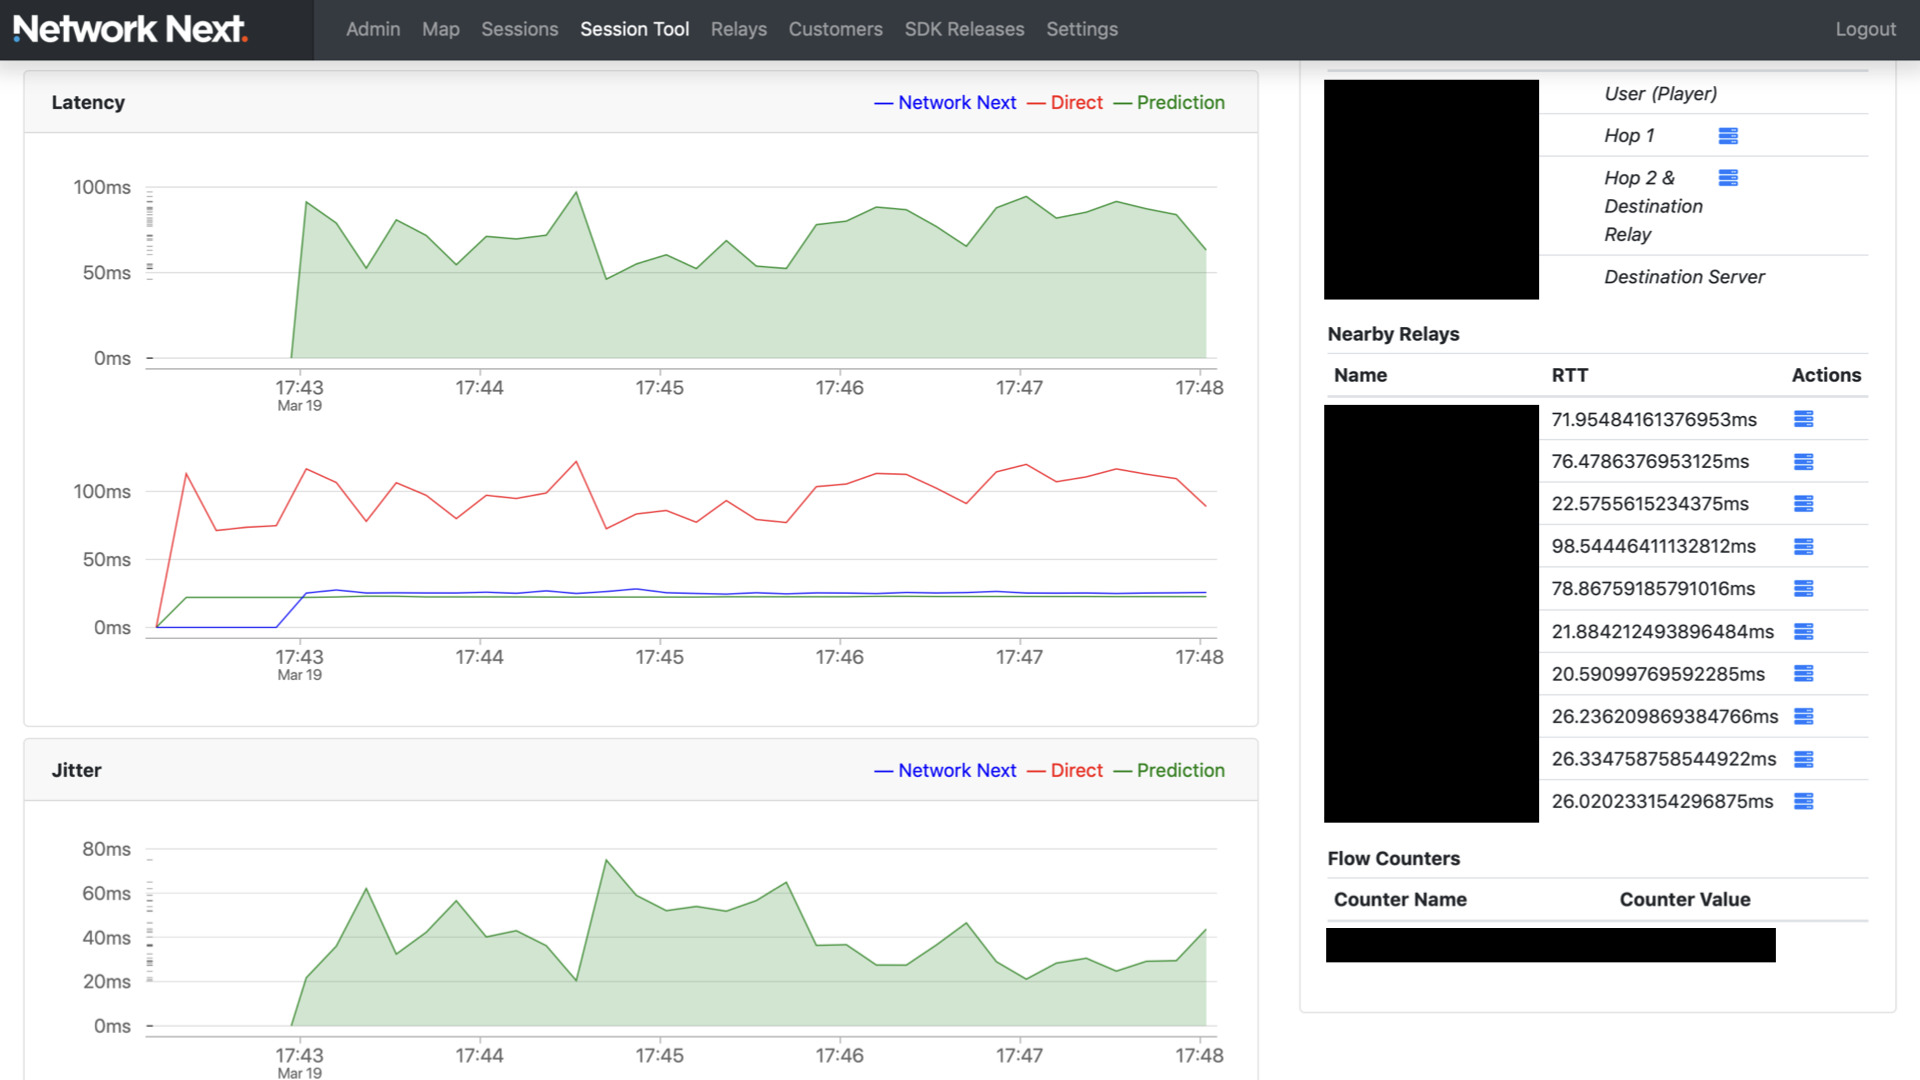 Network Next.
Admin Map Sessions Session Tool Relays Customers SDK Releases Settings Logout
Latency
Network Next Direct Prediction
100ms
50ms
0ms
17:43 17:44 17:45 17:46 17:47 17:48
Mar 19
100ms
50ms
0ms
17:43 17:44 17:45 17:46 17:47 17:48
Mar 19
Jitter
Network Next Direct Prediction
80ms
60ms
40ms
20ms
0ms
17:43 17:44 17:45 17:46 17:47 17:48
Mar 19
User (Player)
Hop 1
Hop 2 &
Destination
Relay
Destination Server
Nearby Relays
Name RTT Actions
71.95484161376953ms
76.4786376953125ms
22.5755615234375ms
98.54446411132812ms
78.86759185791016ms
21.884212493896484ms
20.59099769592285ms
26.236209869384766ms
26.334758758544922ms
26.020233154296875ms
Flow Counters
Counter Name Counter Value